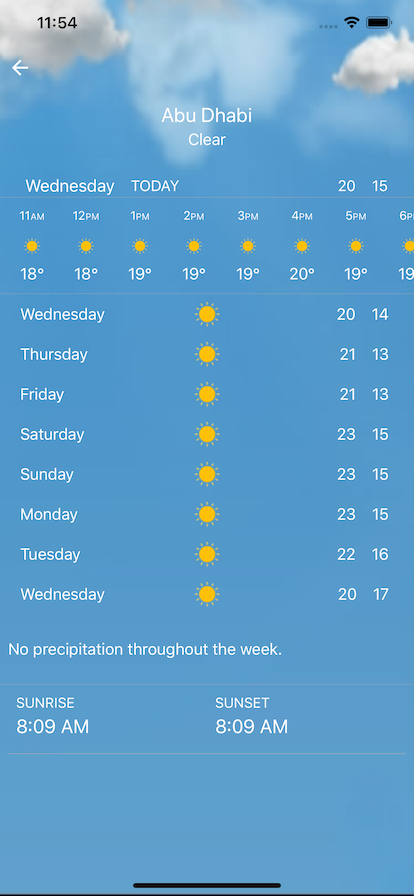 11:54
Abu Dhabi
Clear
Wednesday TODAY 20 15
11AM 12PM 1PM 2PM 3PM 4PM 5PM 6P
18° 18° 19° 19° 19° 20° 19° 19
Wednesday 20 14
Thursday 21 13
Friday 21 13
Saturday 23 15
Sunday 23 15
Monday 23 15
Tuesday 22 16
Wednesday 20 17
No precipitation throughout the week.
SUNRISE SUNSET
8:09 AM 8:09 AM